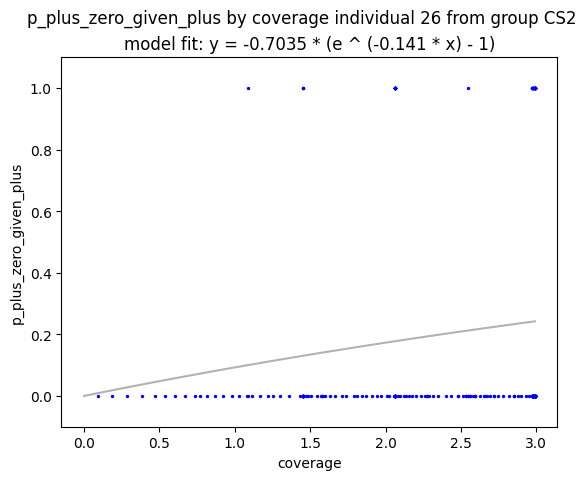 p_plus_zero_given_plus by coverage individual 26 from group CS2
model fit: y = -0.7035 * (e ^ (-0.141 * x) - 1)
1.0
0.8
0.6
0.4
0.2
0.0
p_plus_zero_given_plus
0.0 0.5 1.0 1.5 2.0 2.5 3.0
coverage